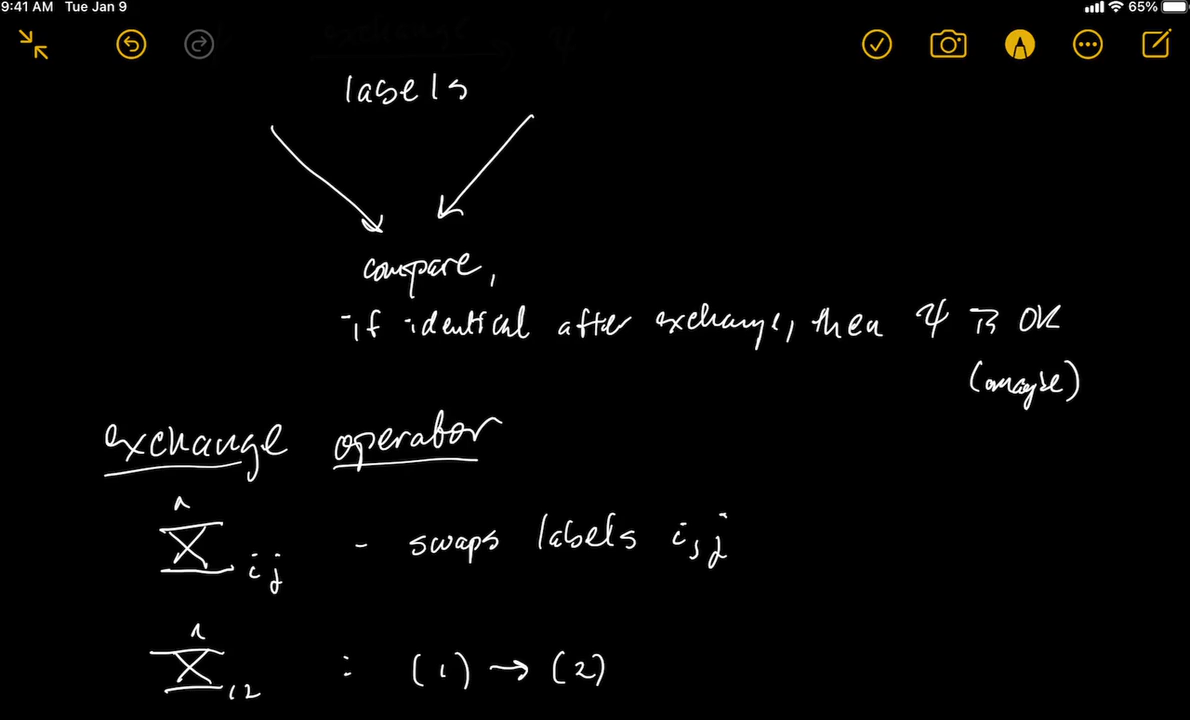 9:41 AM Tue Jan 9 65%
labels
compare,
if identical after exchange, then ψ is OK
(maybe)
exchange operator
X̂ij - swaps labels i,j
X̂12 : (1) → (2)